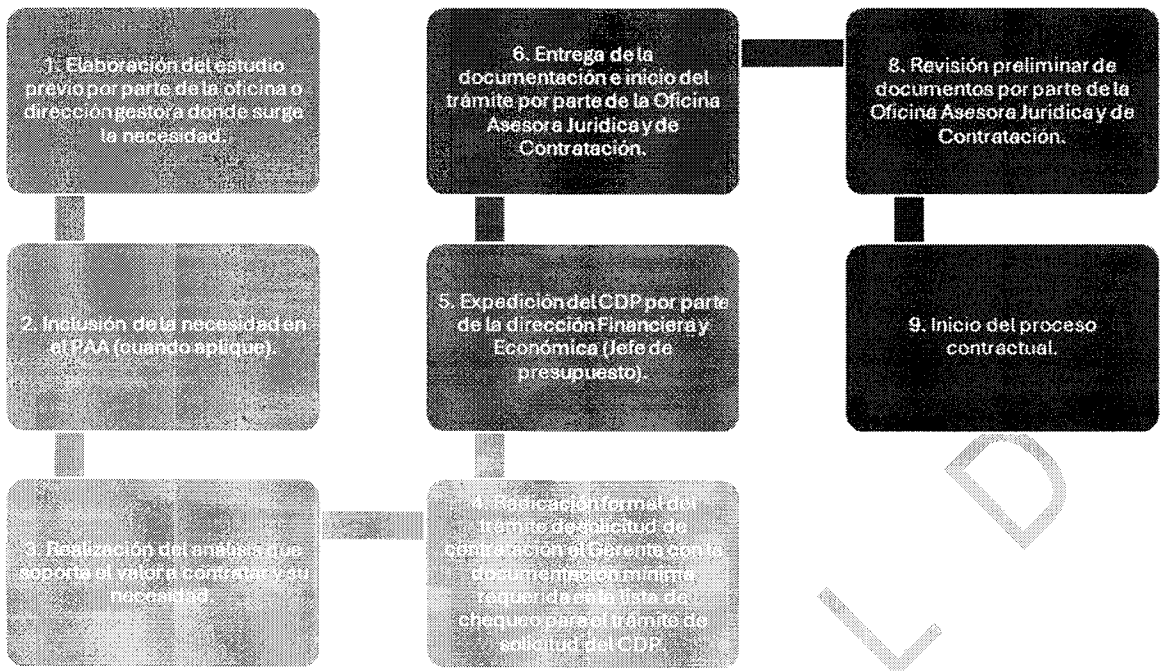 1. Elaboración del estudio
previo por parte de la oficina o
dirección gestora donde surge
la necesidad.
2. Inclusión de la necesidad en
el PAA (cuando aplique).
3. Realización del análisis que
soporta el valor a contratar y su
necesidad.
4. Radicación formal del
trámite de solicitud de
contratación al Gerente con la
documentación mínima
requerida en la lista de
chequeo para el trámite de
solicitud del CDP.
5. Expedición del CDP por parte
de la dirección Financiera y
Económica (Jefe de
presupuesto).
6. Entrega de la
documentación e inicio del
trámite por parte de la Oficina
Asesora Jurídica y de
Contratación.
8. Revisión preliminar de
documentos por parte de la
Oficina Asesora Jurídica y de
Contratación.
9. Inicio del proceso
contractual.
L D